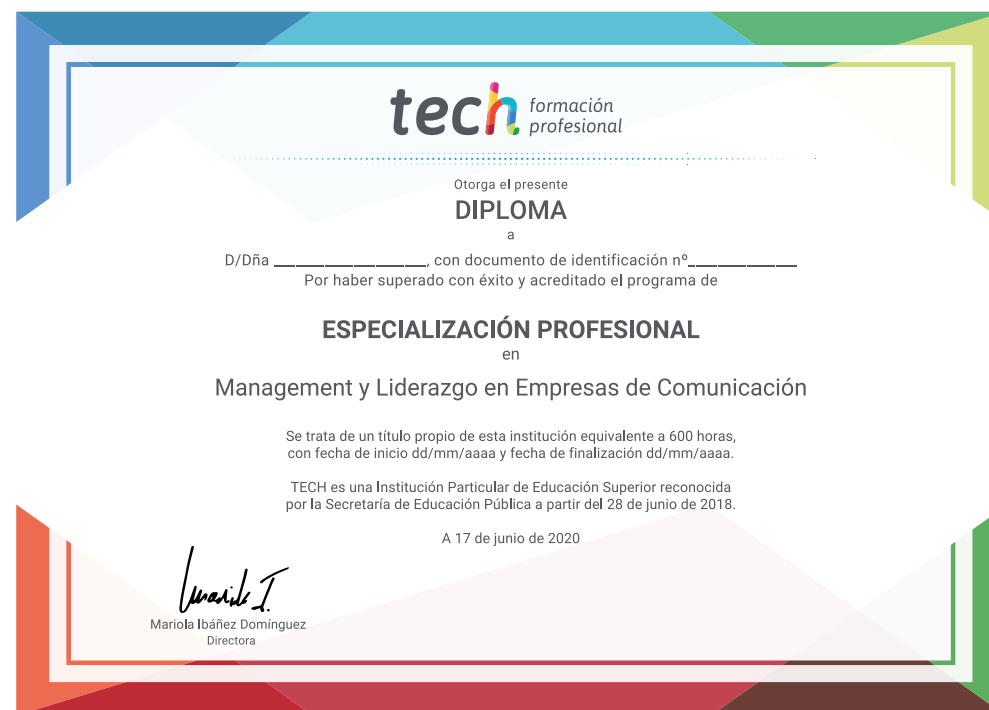 tech formación
profesional
Otorga el presente
DIPLOMA
a
D/Dña ______________, con documento de identificación nº__________
Por haber superado con éxito y acreditado el programa de
ESPECIALIZACIÓN PROFESIONAL
en
Management y Liderazgo en Empresas de Comunicación
Se trata de un título propio de esta institución equivalente a 600 horas,
con fecha de inicio dd/mm/aaaa y fecha de finalización dd/mm/aaaa.
TECH es una Institución Particular de Educación Superior reconocida
por la Secretaría de Educación Pública a partir del 28 de junio de 2018.
A 17 de junio de 2020
Mariola Ibáñez Domínguez
Directora